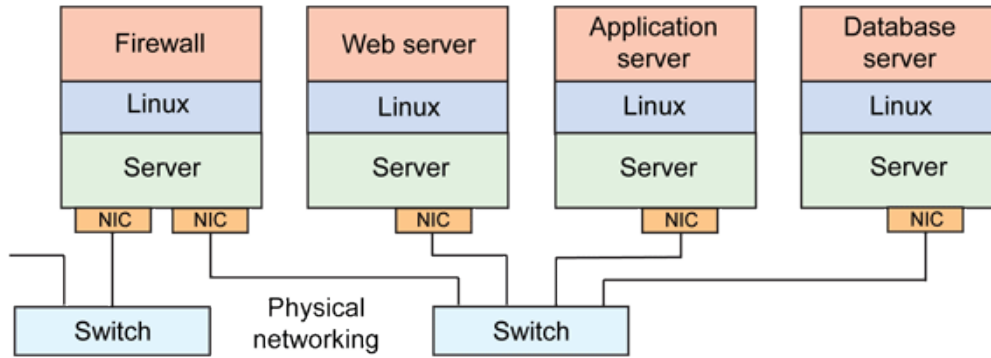 Firewall
Web server
Application
server
Database
server
Linux
Linux
Linux
Linux
Server
Server
Server
Server
NIC
NIC
NIC
NIC
NIC
Physical
networking
Switch
Switch